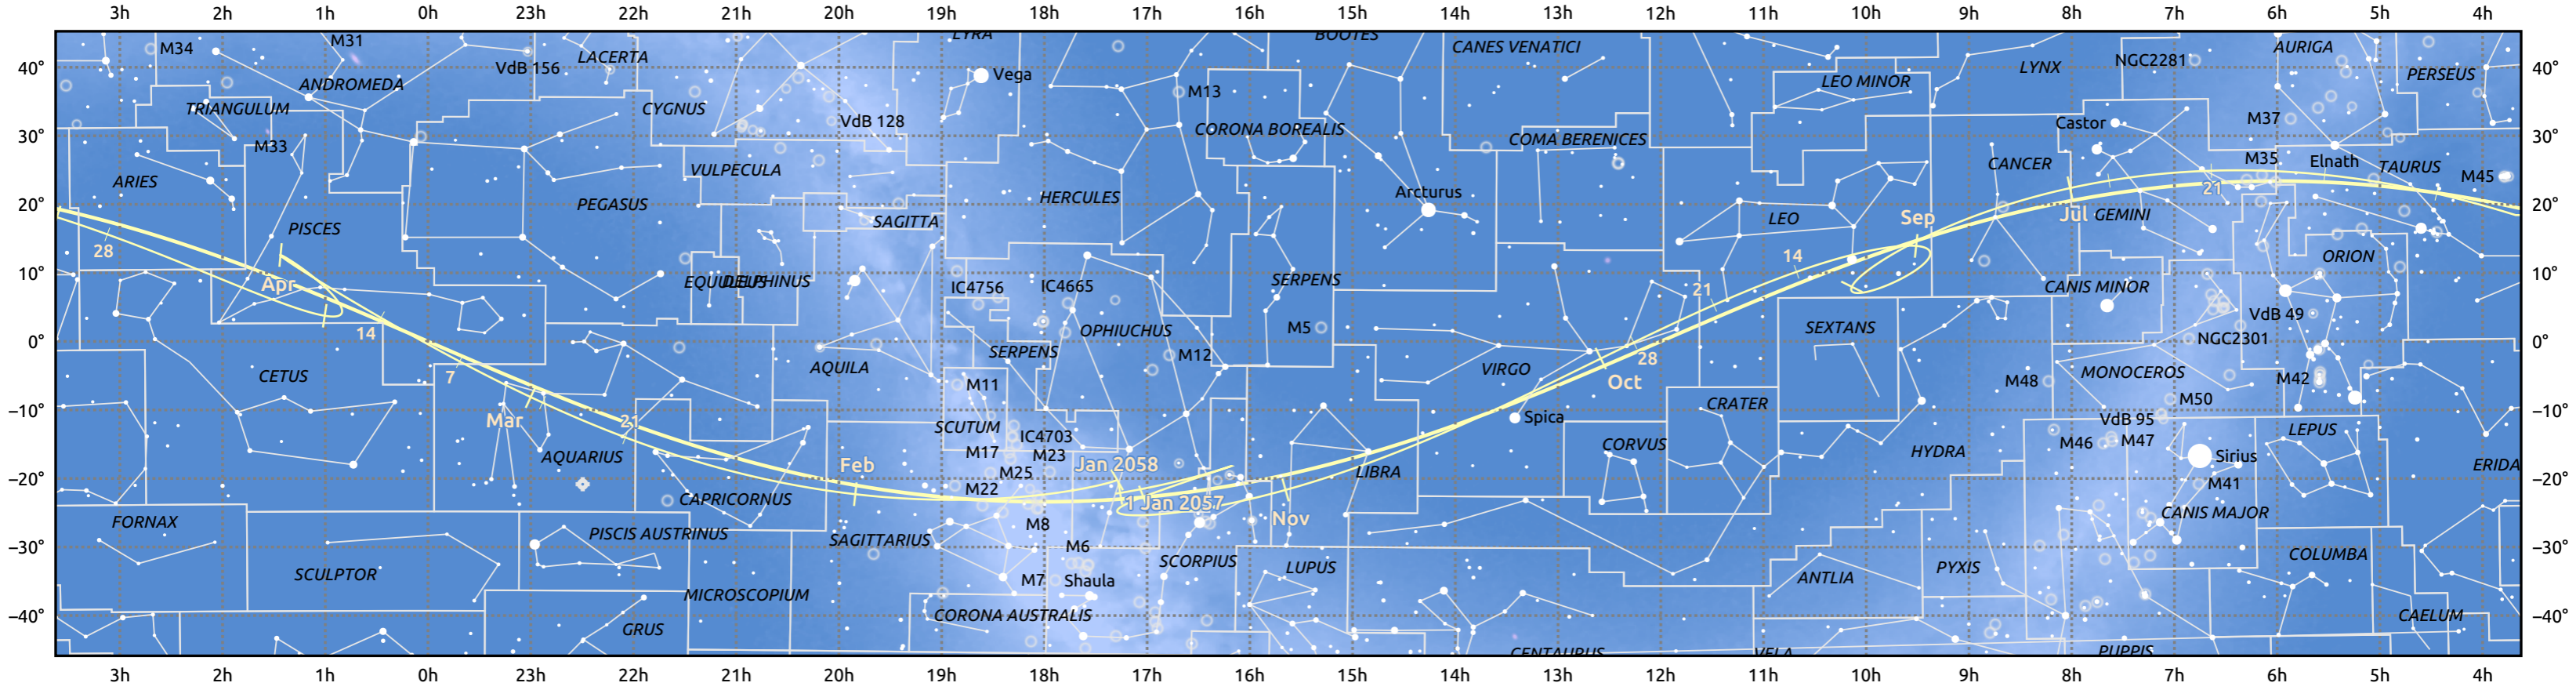 3h 2h 1h 0h 23h 22h 21h 20h 19h 18h 17h 16h 15h 14h 13h 12h 11h 10h 9h 8h 7h 6h 5h 4h
M34 M31 LACERTA LYRA BOOTES CANES VENATICI AURIGA
40° VdB 156 Vega LEO MINOR LYNX NGC2281 PERSEUS 40°
ANDROMEDA
TRIANGULUM CYGNUS VdB 128 M13 M37
30° CORONA BOREALIS COMA BERENICES Castor 30°
M33 M35 Elnath
ARIES VULPECULA CANCER TAURUS M45
20° PEGASUS HERCULES Arcturus 21 20°
PISCES SAGITTA LEO Sep Jul GEMINI
28 14 ORION
10° Apr EQUULEUS DELPHINUS IC4756 IC4665 SERPENS 21 CANIS MINOR 10°
14 OPHIUCHUS M5 SEXTANS VdB 49
0° SERPENS M12 NGC2301 0°
CETUS 7 AQUILA VIRGO 28 MONOCEROS
M11 Oct M48 M42
−10° Mar 21 SCUTUM Spica CRATER M50 −10°
IC4703 VdB 95
AQUARIUS M17 M23 CORVUS HYDRA M46 M47 LEPUS
Feb Jan 2058 Sirius
−20° M25 LIBRA ERIDA −20°
CAPRICORNUS M22 1 Jan 2057 M41
FORNAX M8 Nov CANIS MAJOR
−30° PISCIS AUSTRINUS SAGITTARIUS M6 −30°
SCULPTOR SCORPIUS LUPUS PYXIS COLUMBA
MICROSCOPIUM M7 Shaula ANTLIA
−40° GRUS CORONA AUSTRALIS CAELUM −40°
CENTAURUS VELA PUPPIS
3h 2h 1h 0h 23h 22h 21h 20h 19h 18h 17h 16h 15h 14h 13h 12h 11h 10h 9h 8h 7h 6h 5h 4h